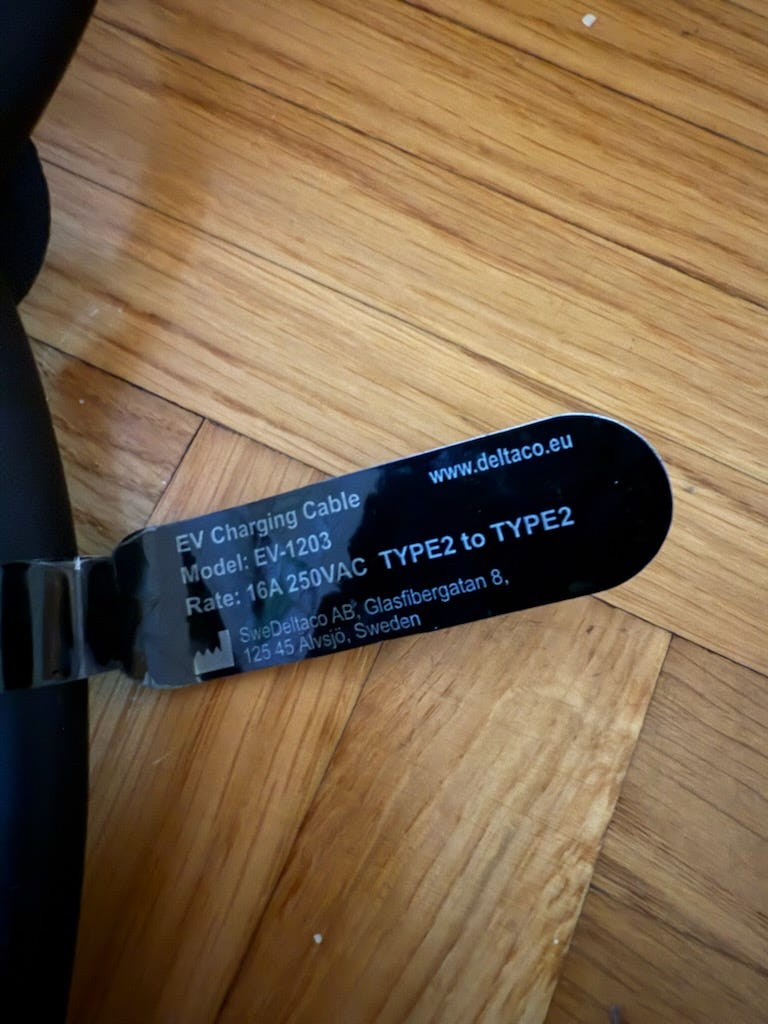 www.deltaco.eu
EV Charging Cable
Model: EV-1203
Rate: 16A 250VAC TYPE2 to TYPE2
SweDeltaco AB, Glasfibergatan 8,
125 45 Älvsjö, Sweden